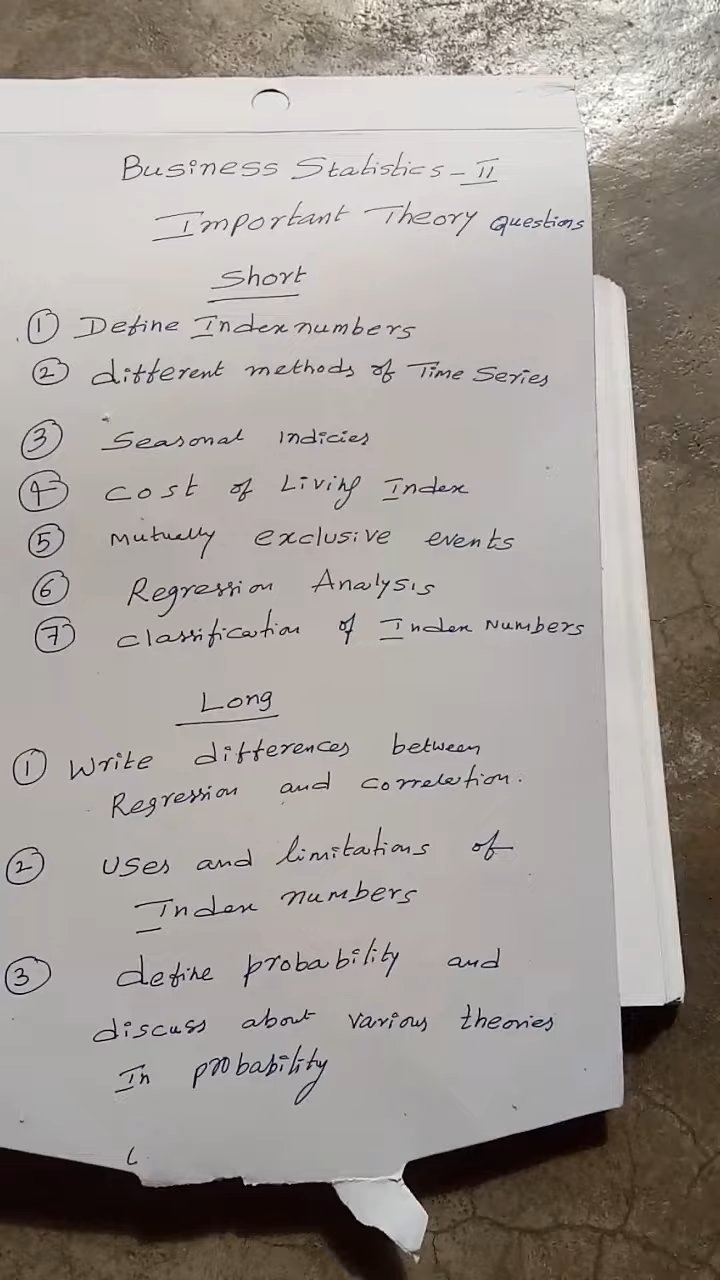 Business Statistics - II
Important Theory Questions
Short
① Define Index numbers
② different methods of Time Series
③ Seasonal Indicies
④ Cost of Living Index
⑤ Mutually exclusive events
⑥ Regression Analysis
⑦ Classification of Index Numbers
Long
① Write differences between
Regression and correlation.
② Uses and limitations of
Index numbers
③ define probability and
discuss about various theories
In probability